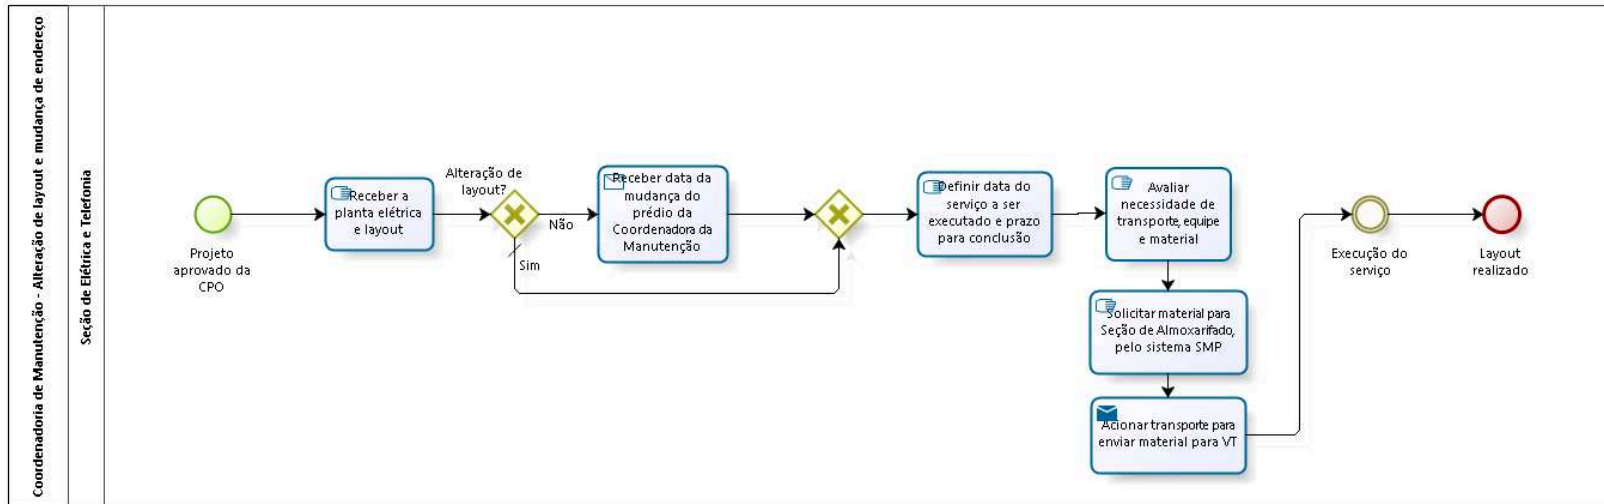 Coordenadoria de Manutenção - Alteração de layout e mudança de endereço
Seção de Elétrica e Telefonia
Projeto
aprovado da
CPO
Receber a
planta elétrica
e layout
Alteração de
layout?
Não
Sim
Receber data da
mudança do
prédio da
Coordenadora da
Manutenção
Definir data do
serviço a ser
executado e prazo
para conclusão
Avaliar
necessidade de
transporte, equipe
e material
Solicitar material para
Seção de Almoxarifado,
pelo sistema SMP
Acionar transporte para
enviar material para VT
Execução do
serviço
Layout
realizado